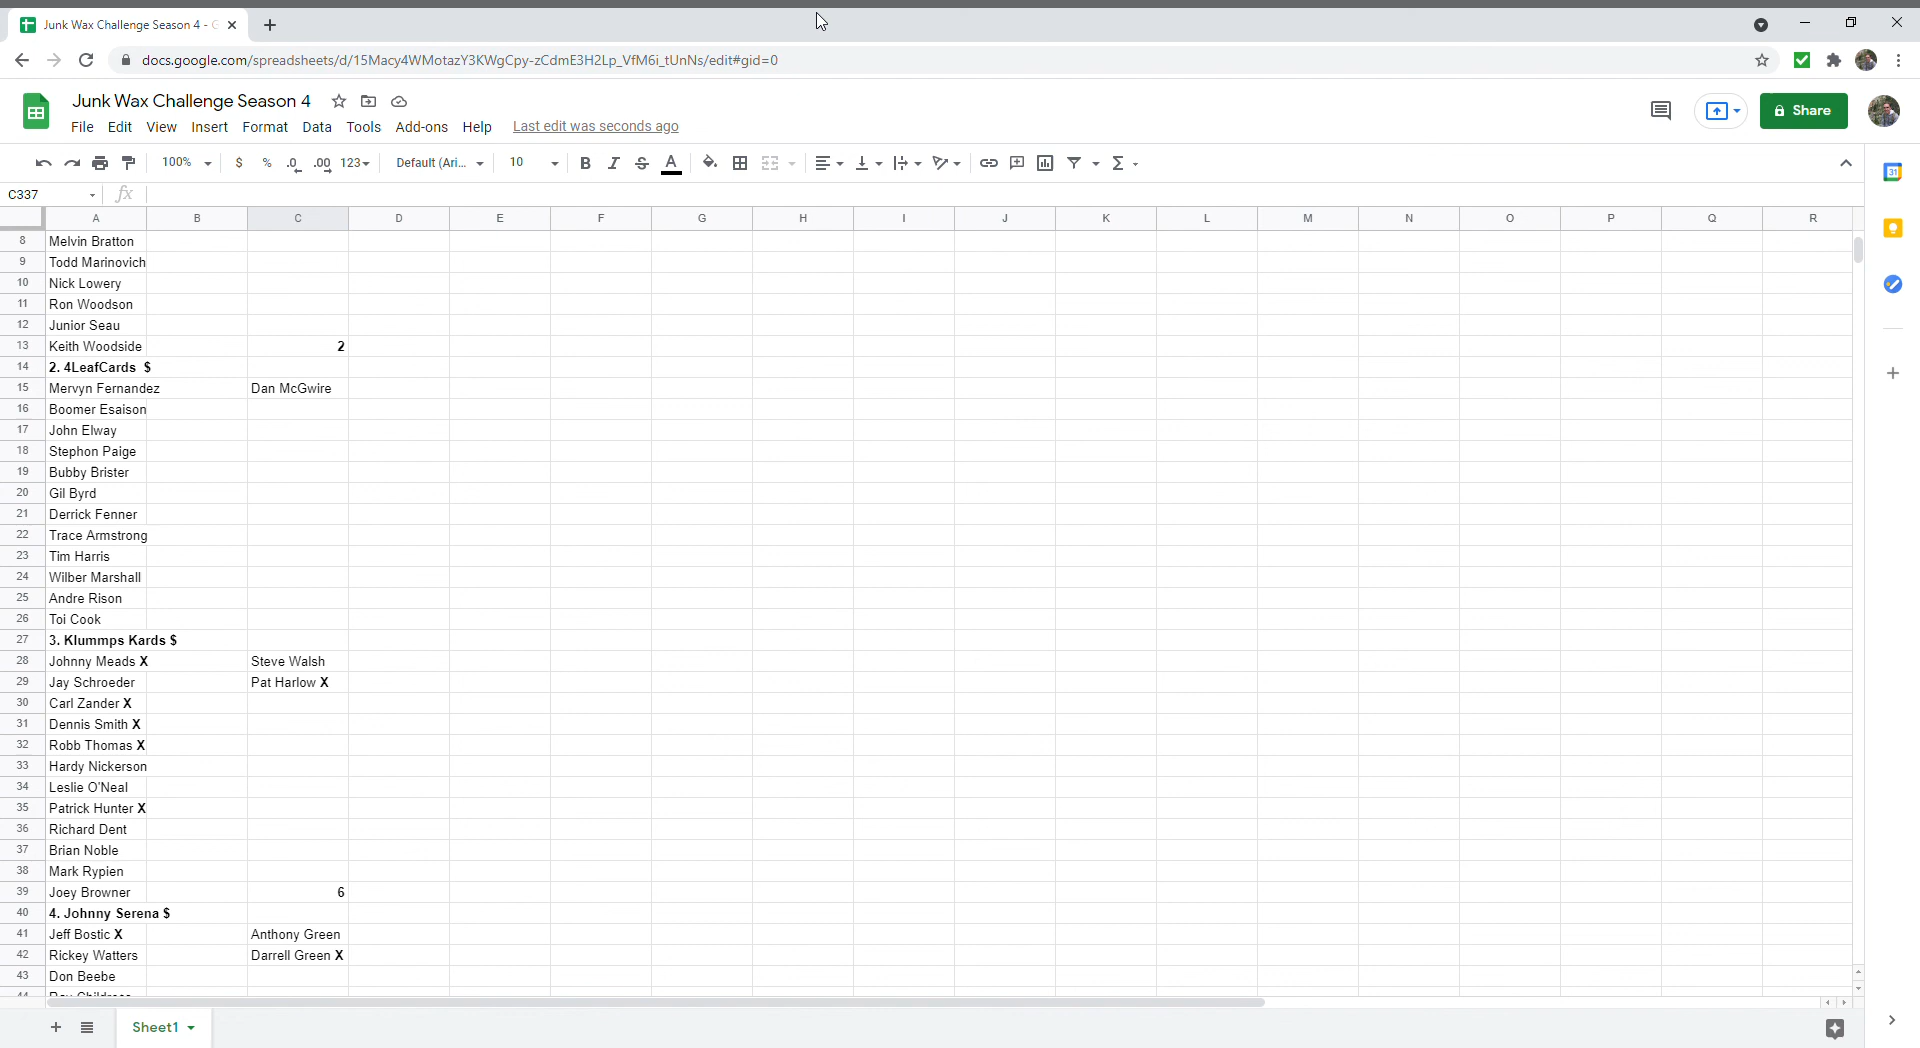 Junk Wax Challenge Season 4 - G
docs.google.com/spreadsheets/d/15Macy4WMotazY3KWgCpy-zCdmE3H2Lp_VfM6i_tUnNs/edit#gid=0
Junk Wax Challenge Season 4
Share
File Edit View Insert Format Data Tools Add-ons Help Last edit was seconds ago
100% $ % .0 .00 123 Default (Ari... 10 B I S A
31
C337 fx
A B C D E F G H I J K L M N O P Q R
8 Melvin Bratton
9 Todd Marinovich
10 Nick Lowery
11 Ron Woodson
12 Junior Seau
13 Keith Woodside 2
14 2. 4LeafCards $
15 Mervyn Fernandez Dan McGwire
16 Boomer Esaison
17 John Elway
18 Stephon Paige
19 Bubby Brister
20 Gil Byrd
21 Derrick Fenner
22 Trace Armstrong
23 Tim Harris
24 Wilber Marshall
25 Andre Rison
26 Toi Cook
27 3. Klummps Kards $
28 Johnny Meads X Steve Walsh
29 Jay Schroeder Pat Harlow X
30 Carl Zander X
31 Dennis Smith X
32 Robb Thomas X
33 Hardy Nickerson
34 Leslie O'Neal
35 Patrick Hunter X
36 Richard Dent
37 Brian Noble
38 Mark Rypien
39 Joey Browner 6
40 4. Johnny Serena $
41 Jeff Bostic X Anthony Green
42 Rickey Watters Darrell Green X
43 Don Beebe
44
Sheet1